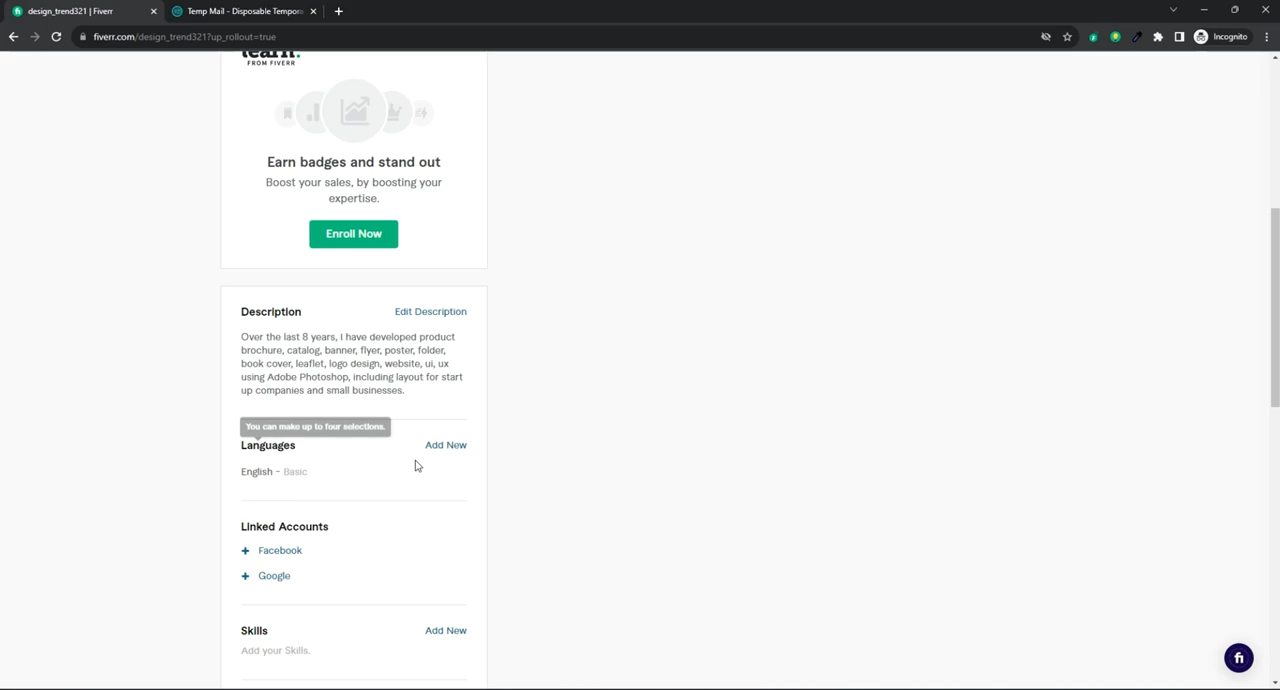 design_trend321 | Fiverr
Temp Mail - Disposable Tempora
fiverr.com/design_trend321?up_rollout=true
Incognito
learn.
FROM FIVERR
Earn badges and stand out
Boost your sales, by boosting your
expertise.
Enroll Now
Description
Edit Description
Over the last 8 years, I have developed product
brochure, catalog, banner, flyer, poster, folder,
book cover, leaflet, logo design, website, ui, ux
using Adobe Photoshop, including layout for start
up companies and small businesses.
You can make up to four selections.
Languages
Add New
English - Basic
Linked Accounts
+ Facebook
+ Google
Skills
Add New
Add your Skills.
fi